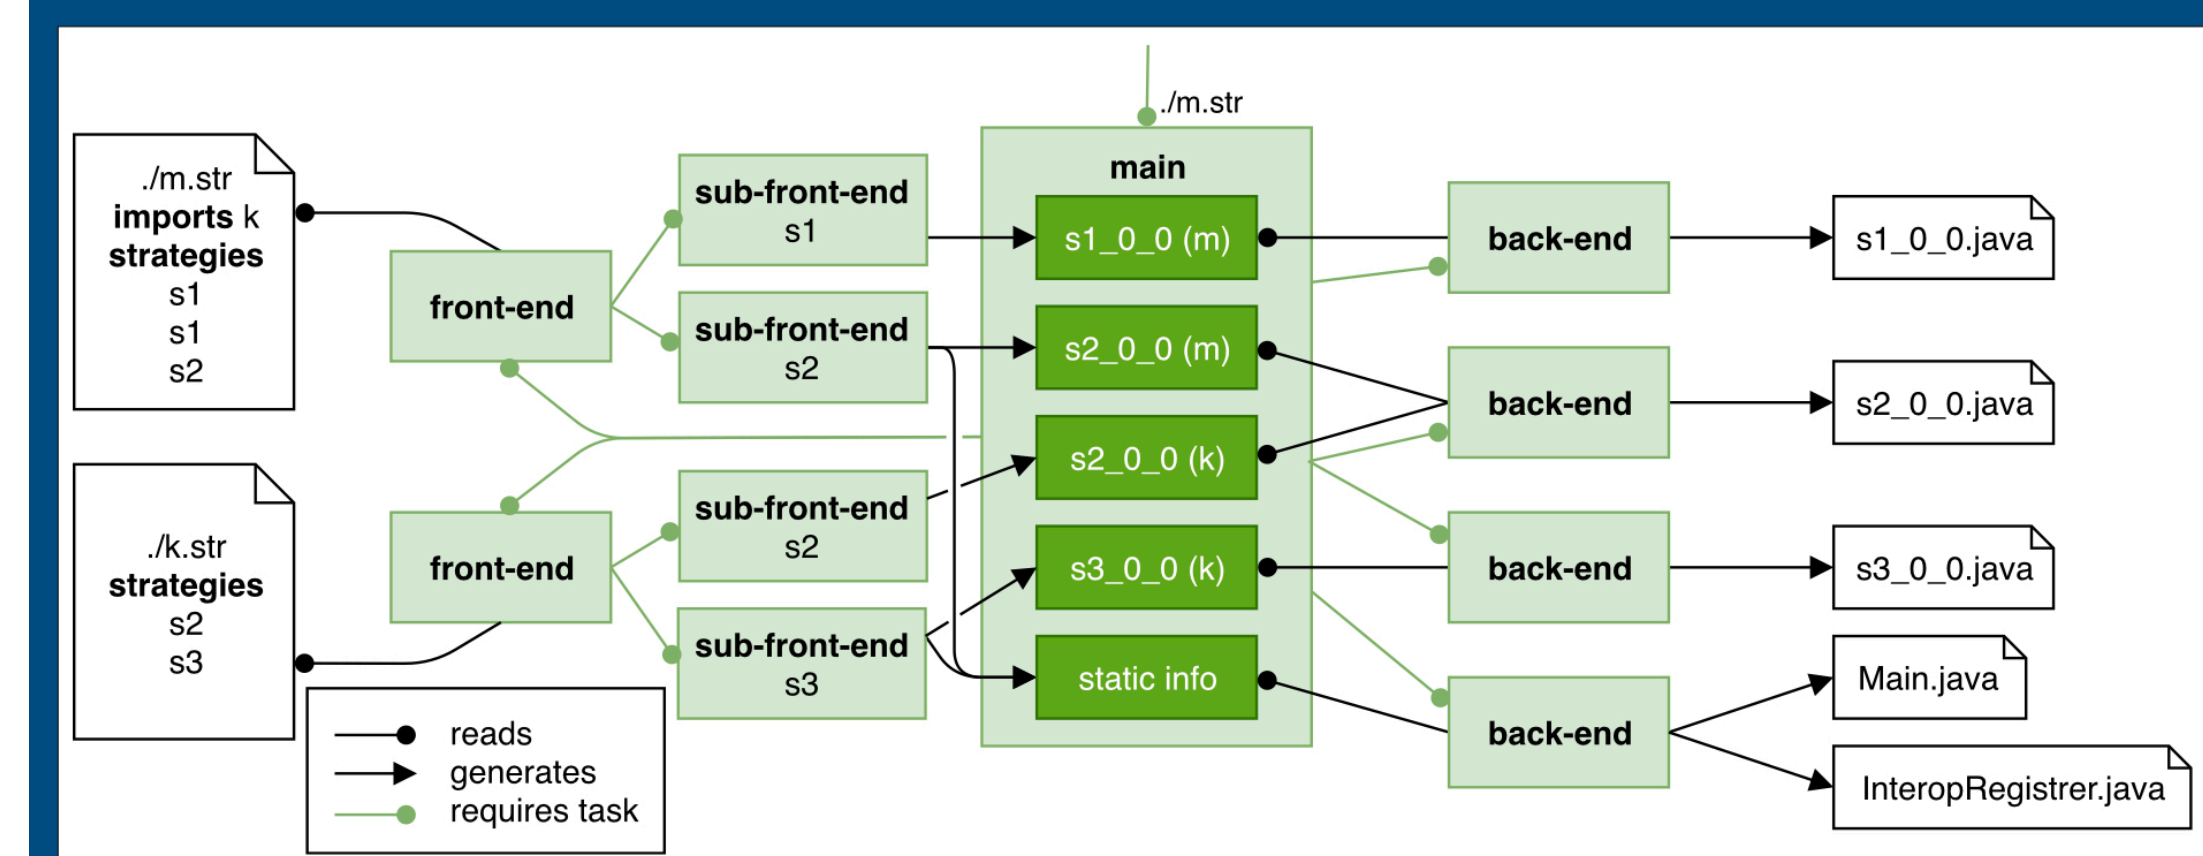 ./m.str
imports k
strategies
s1
s1
s2
./k.str
strategies
s2
s3
front-end
front-end
sub-front-end
s1
sub-front-end
s2
sub-front-end
s2
sub-front-end
s3
./m.str
main
s1_0_0 (m)
s2_0_0 (m)
s2_0_0 (k)
s3_0_0 (k)
static info
back-end
back-end
back-end
back-end
s1_0_0.java
s2_0_0.java
s3_0_0.java
Main.java
InteropRegistrer.java
reads
generates
requires task